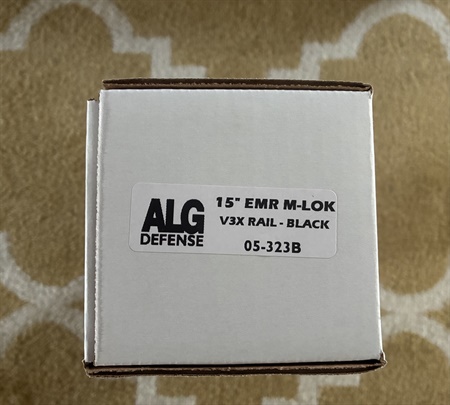 ALG
DEFENSE
15" EMR M-LOK
V3X RAIL - BLACK
05-323B